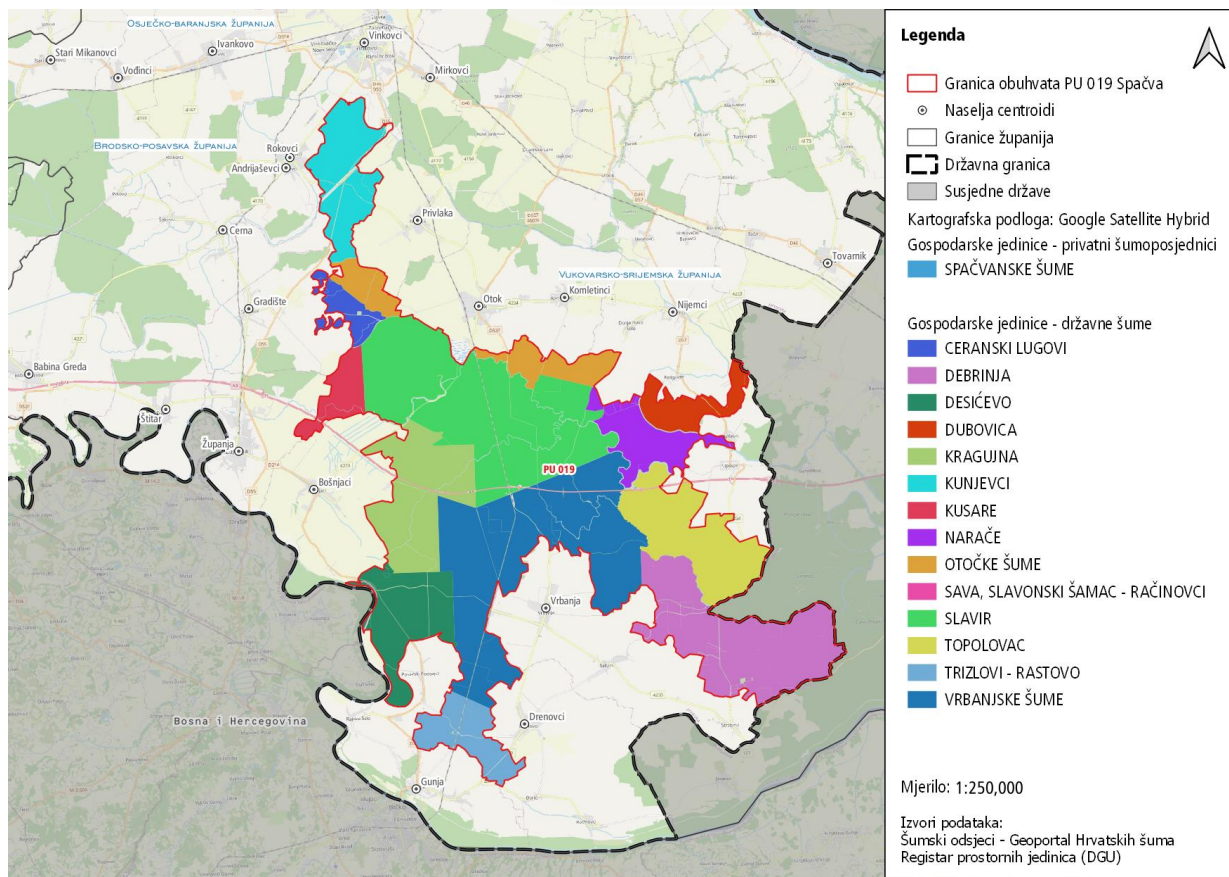 OSJEČKO-BARANJSKA ŽUPANIJA
Vinkovci
Ivankovo
Stari Mikanovci
Vođinci
Mirkovci
BRODSKO-POSAVSKA ŽUPANIJA
Rokovci
Andrijaševci
Privlaka
Cerna
Tovarnik
VUKOVARSKO-SRIJEMSKA ŽUPANIJA
Komletinci
Otok
Nijemci
Gradište
Babina Greda
Štitar
Županja
PU 019
Bošnjaci
Vrbanja
Bosna i Hercegovina
Drenovci
Gunja
Legenda
Granica obuhvata PU 019 Spačva
Naselja centroidi
Granice županija
Državna granica
Susjedne države
Kartografska podloga: Google Satellite Hybrid
Gospodarske jedinice - privatni šumoposjednici
SPAČVANSKE ŠUME
Gospodarske jedinice - državne šume
CERANSKI LUGOVI
DEBRINJA
DESIĆEVO
DUBOVICA
KRAGUJNA
KUNJEVCI
KUSARE
NARAČE
OTOČKE ŠUME
SAVA, SLAVONSKI ŠAMAC - RAČINOVCI
SLAVIR
TOPOLOVAC
TRIZLOVI - RASTOVO
VRBANJSKE ŠUME
Mjerilo: 1:250,000
Izvori podataka:
Šumski odsjeci - Geoportal Hrvatskih šuma
Registar prostornih jedinica (DGU)